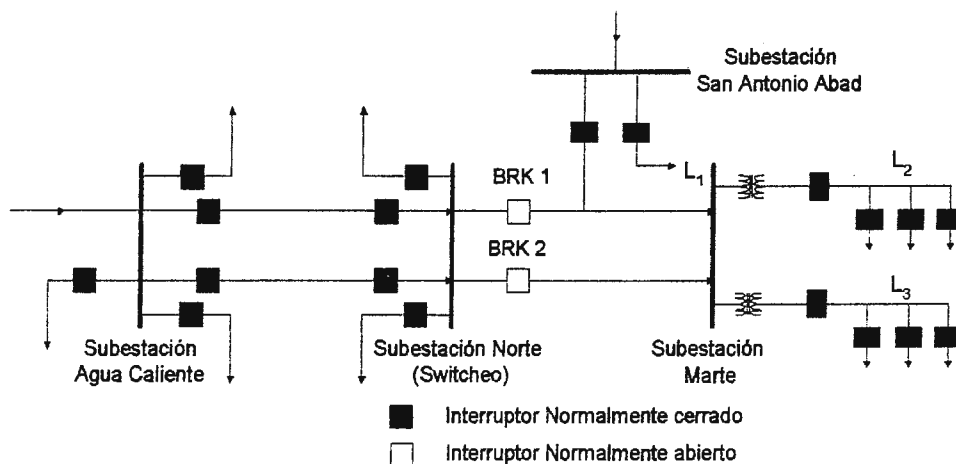 Subestación
San Antonio Abad
BRK 1
L1
L2
BRK 2
L3
Subestación
Agua Caliente
Subestación Norte
(Switcheo)
Subestación
Marte
Interruptor Normalmente cerrado
Interruptor Normalmente abierto